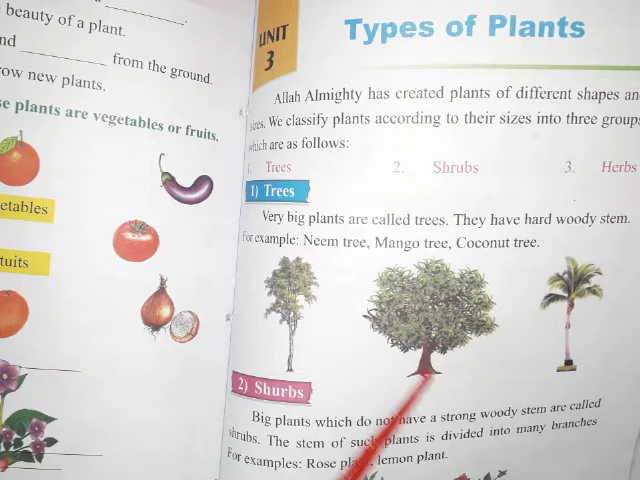 beauty of a plant.
nd ____________ from the ground.
row new plants.
se plants are vegetables or fruits.
etables
UNIT
3
Types of Plants
Allah Almighty has created plants of different shapes an
sizes. We classify plants according to their sizes into three group
which are as follows:
1. Trees 2. Shrubs 3. Herbs
1) Trees
Very big plants are called trees. They have hard woody stem.
For example: Neem tree, Mango tree, Coconut tree.
2) Shurbs
Big plants which do not have a strong woody stem are called
shrubs. The stem of such plants is divided into many branches
For examples: Rose lemon plant.